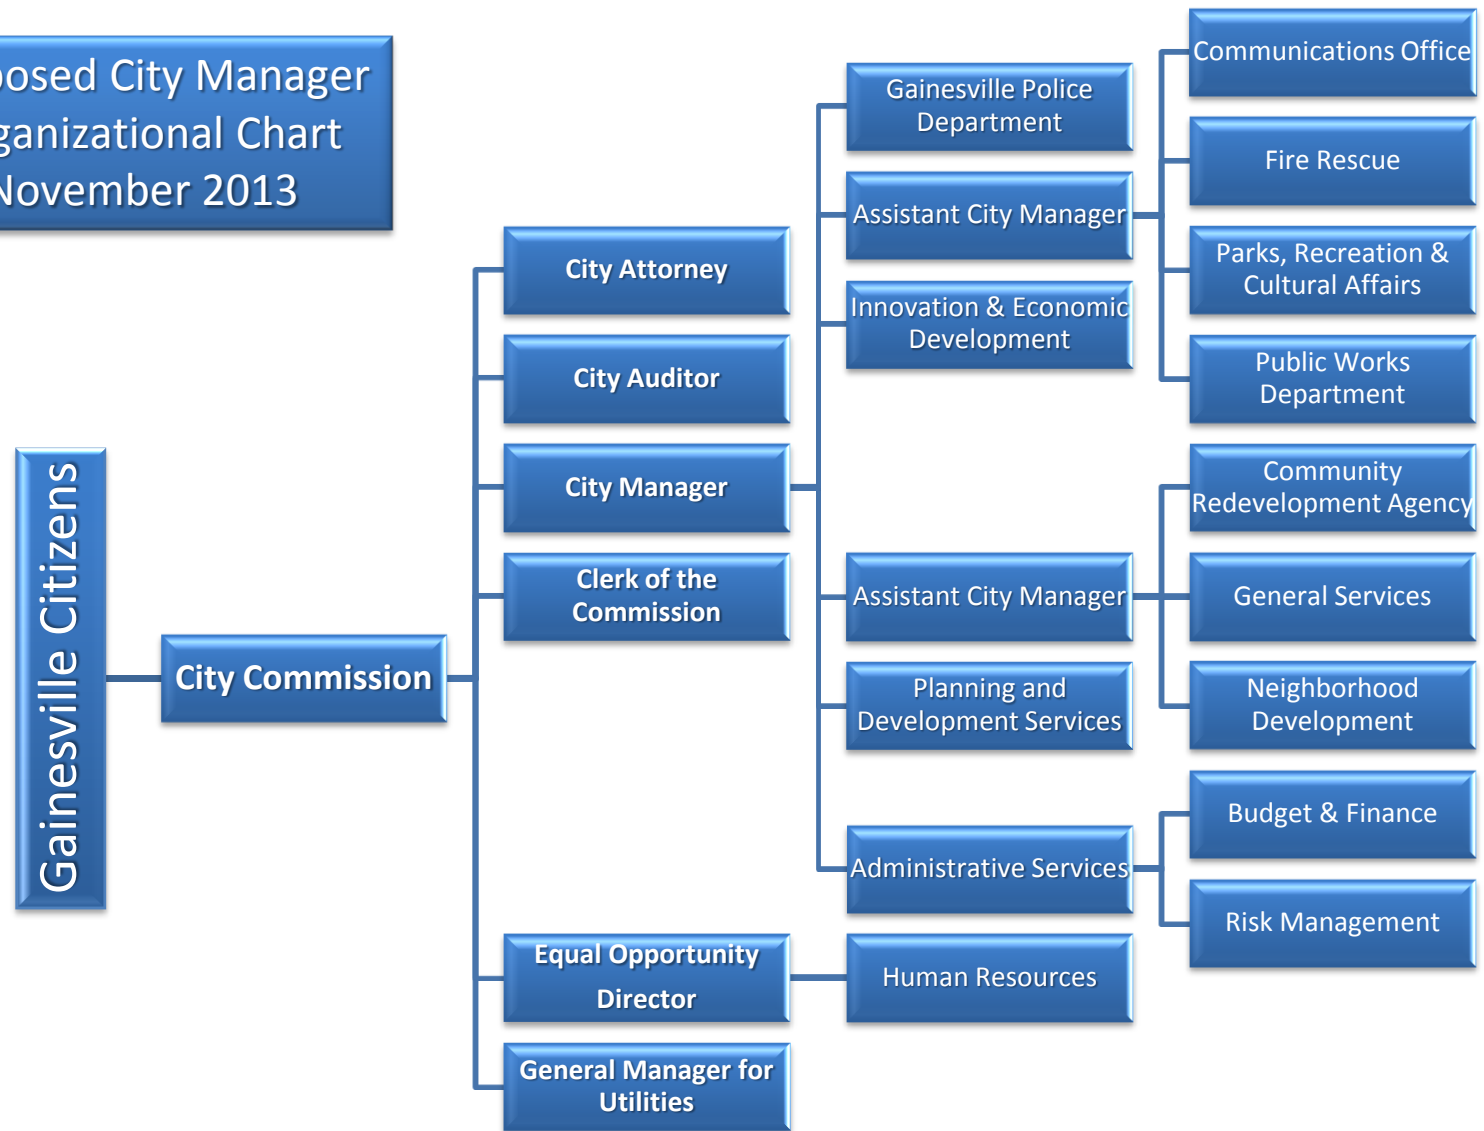 posed City Manager
ganizational Chart
November 2013
Gainesville Citizens
City Commission
City Attorney
City Auditor
City Manager
Clerk of the
Commission
Equal Opportunity
Director
General Manager for
Utilities
Gainesville Police
Department
Assistant City Manager
Innovation & Economic
Development
Assistant City Manager
Planning and
Development Services
Administrative Services
Human Resources
Communications Office
Fire Rescue
Parks, Recreation &
Cultural Affairs
Public Works
Department
Community
Redevelopment Agency
General Services
Neighborhood
Development
Budget & Finance
Risk Management